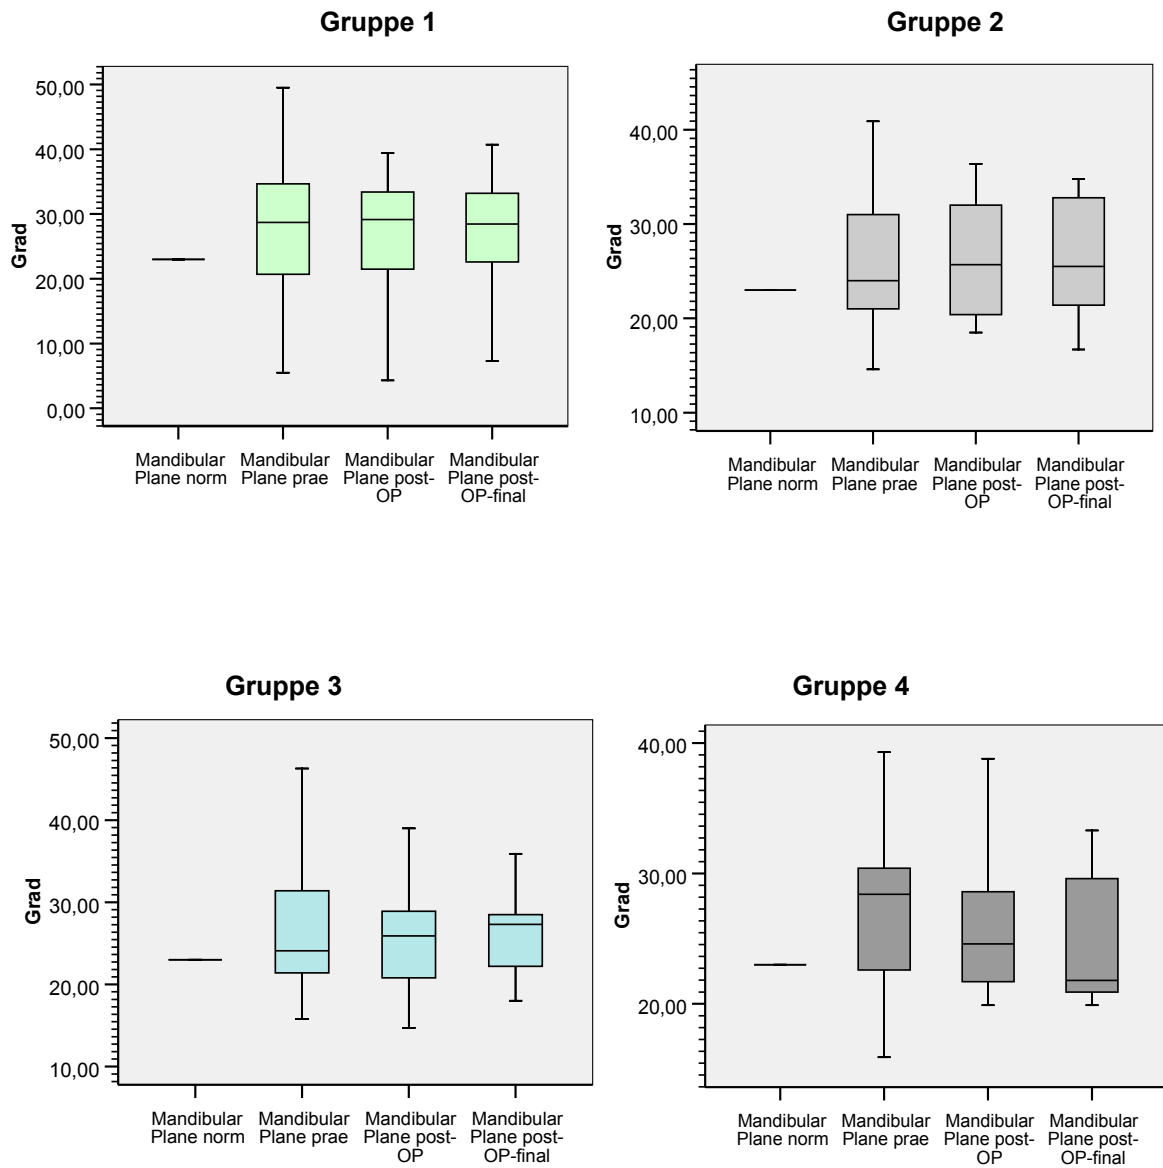 Gruppe 1
Grad
50,00
40,00
30,00
20,00
10,00
0,00
Mandibular Plane norm
Mandibular Plane prae
Mandibular Plane post-OP
Mandibular Plane post-OP-final
Gruppe 2
Grad
40,00
30,00
20,00
10,00
Mandibular Plane norm
Mandibular Plane prae
Mandibular Plane post-OP
Mandibular Plane post-OP-final
Gruppe 3
Grad
50,00
40,00
30,00
20,00
10,00
Mandibular Plane norm
Mandibular Plane prae
Mandibular Plane post-OP
Mandibular Plane post-OP-final
Gruppe 4
Grad
40,00
30,00
20,00
Mandibular Plane norm
Mandibular Plane prae
Mandibular Plane post-OP
Mandibular Plane post-OP-final